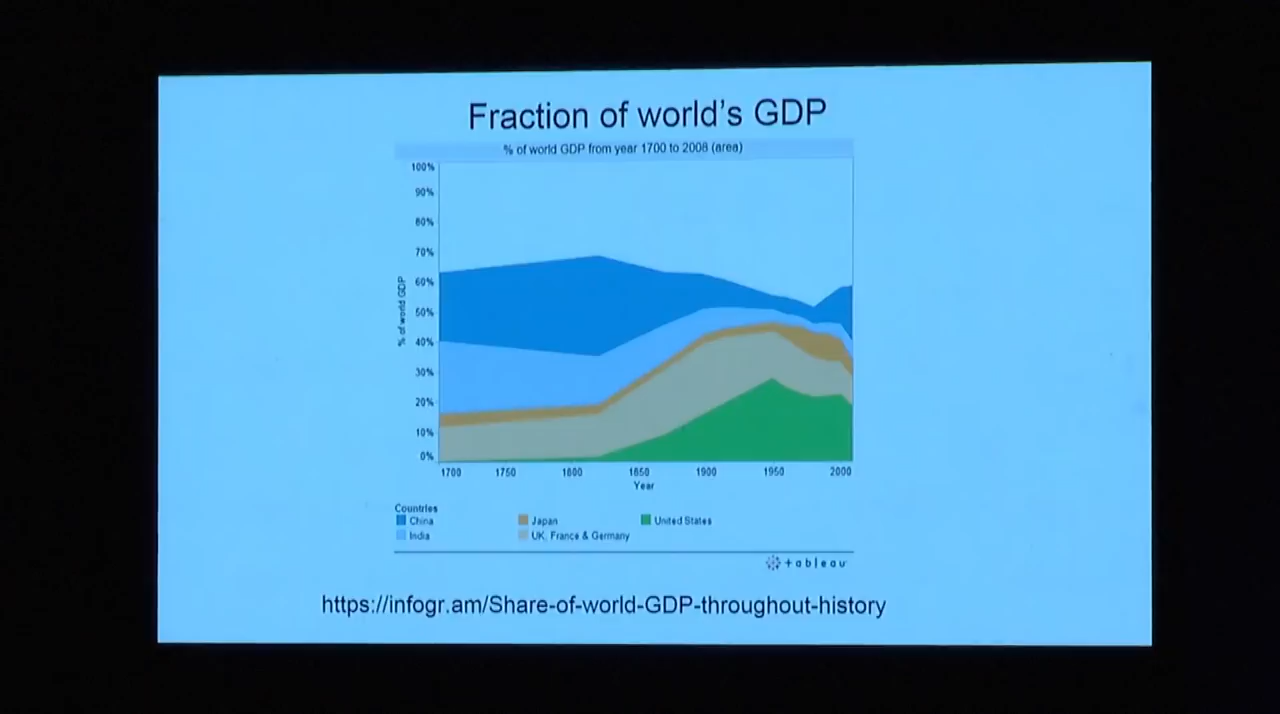 Fraction of world's GDP
% of world GDP from year 1700 to 2008 (area)
100%
90%
80%
70%
60%
50%
40%
30%
20%
10%
0%
% of world GDP
1700 1750 1800 1850 1900 1950 2000
Year
Countries
China Japan United States
India UK, France & Germany
+ a b l e a u
https://infogr.am/Share-of-world-GDP-throughout-history